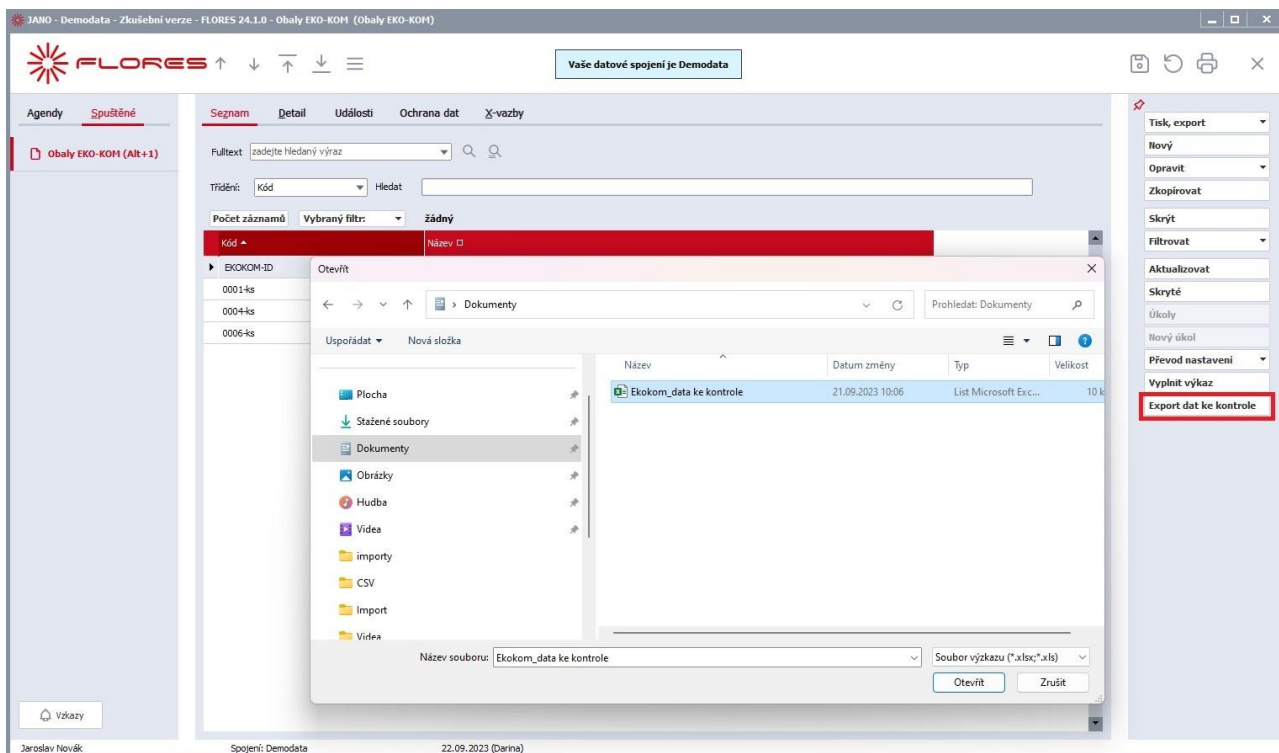 JANO - Demodata - Zkušební verze - FLORES 24.1.0 - Obaly EKO-KOM (Obaly EKO-KOM)
FLORES
Vaše datové spojení je Demodata
Agendy Spuštěné
Obaly EKO-KOM (Alt+1)
Seznam Detail Události Ochrana dat X-vazby
Fulltext zadejte hledaný výraz
Třídění: Kód Hledat
Počet záznamů Vybraný filtr: žádný
Kód Název
EKOKOM-ID
0001-ks
0004-ks
0006-ks
Otevřít
Dokumenty
Prohledat: Dokumenty
Uspořádat Nová složka
Název Datum změny Typ Velikost
Ekokom_data ke kontrole 21.09.2023 10:06 List Microsoft Exc... 10 k
Plocha
Stažené soubory
Dokumenty
Obrázky
Hudba
Videa
importy
CSV
Import
Videa
Název souboru: Ekokom_data ke kontrole Soubor výzkazu (*.xlsx;*.xls)
Otevřít Zrušit
Tisk, export
Nový
Opravit
Zkopírovat
Skrýt
Filtrovat
Aktualizovat
Skryté
Úkoly
Nový úkol
Převod nastavení
Vyplnit výkaz
Export dat ke kontrole
Vzkazy
Jaroslav Novák Spojení: Demodata 22.09.2023 (Darina)